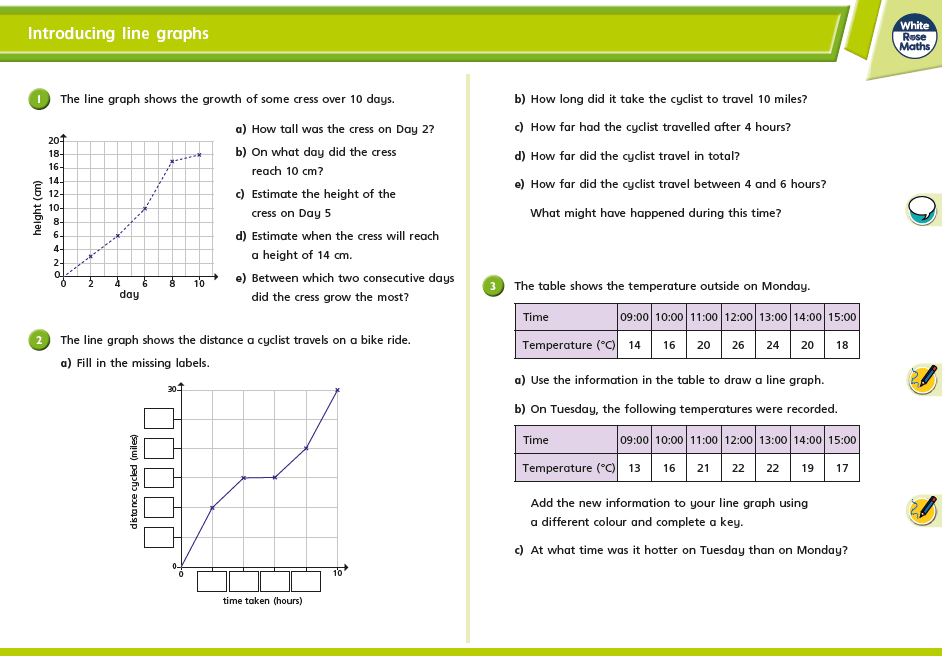 Introducing line graphs
White
Rose
Maths
1 The line graph shows the growth of some cress over 10 days.
20
18
16
14
12
10
8
6
4
2
0
height (cm)
0 2 4 6 8 10
day
a) How tall was the cress on Day 2?
b) On what day did the cress
reach 10 cm?
c) Estimate the height of the
cress on Day 5
d) Estimate when the cress will reach
a height of 14 cm.
e) Between which two consecutive days
did the cress grow the most?
2 The line graph shows the distance a cyclist travels on a bike ride.
a) Fill in the missing labels.
30
distance cycled (miles)
0
0 10
time taken (hours)
b) How long did it take the cyclist to travel 10 miles?
c) How far had the cyclist travelled after 4 hours?
d) How far did the cyclist travel in total?
e) How far did the cyclist travel between 4 and 6 hours?
What might have happened during this time?
3 The table shows the temperature outside on Monday.
Time 09:00 10:00 11:00 12:00 13:00 14:00 15:00
Temperature (°C) 14 16 20 26 24 20 18
a) Use the information in the table to draw a line graph.
b) On Tuesday, the following temperatures were recorded.
Time 09:00 10:00 11:00 12:00 13:00 14:00 15:00
Temperature (°C) 13 16 21 22 22 19 17
Add the new information to your line graph using
a different colour and complete a key.
c) At what time was it hotter on Tuesday than on Monday?